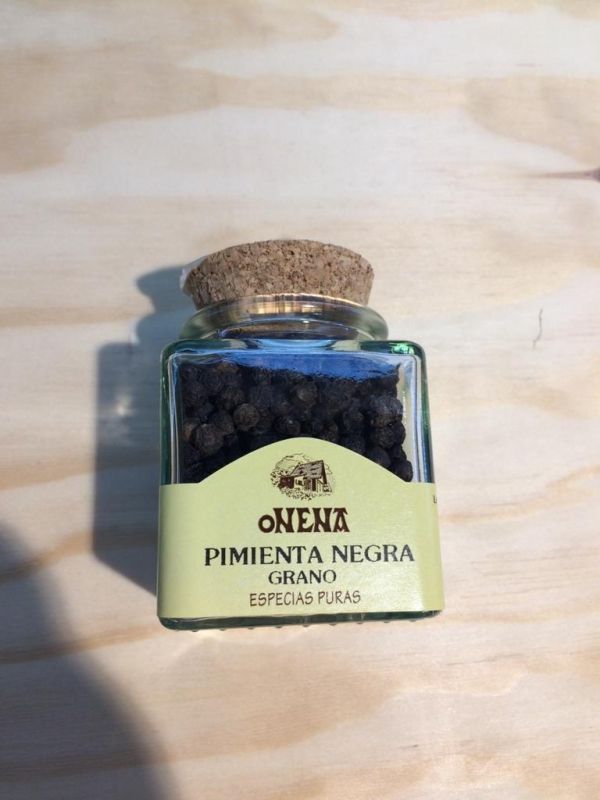 oNENA
PIMIENTA NEGRA
GRANO
ESPECIAS PURAS